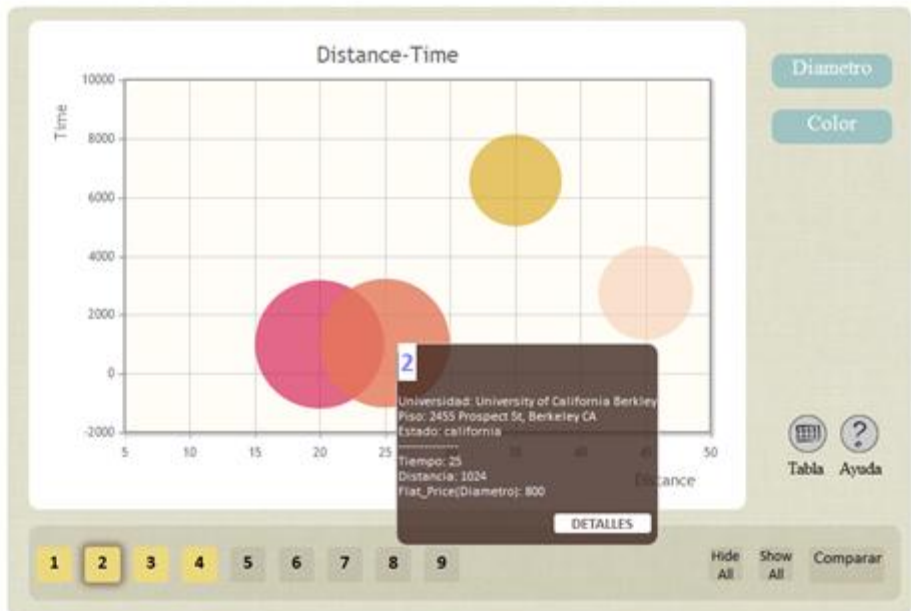 Distance-Time
Diametro
Color
Time
10000
8000
6000
4000
2000
0
-2000
5 10 15 20 25 50
2
Universidad: University of California Berkley
Piso: 2455 Prospect St, Berkeley CA
Estado: california
Tiempo: 25
Distancia: 1024
Flat_Price(Diametro): 800
DETALLES
Tabla Ayuda
1 2 3 4 5 6 7 8 9
Hide All
Show All
Comparar